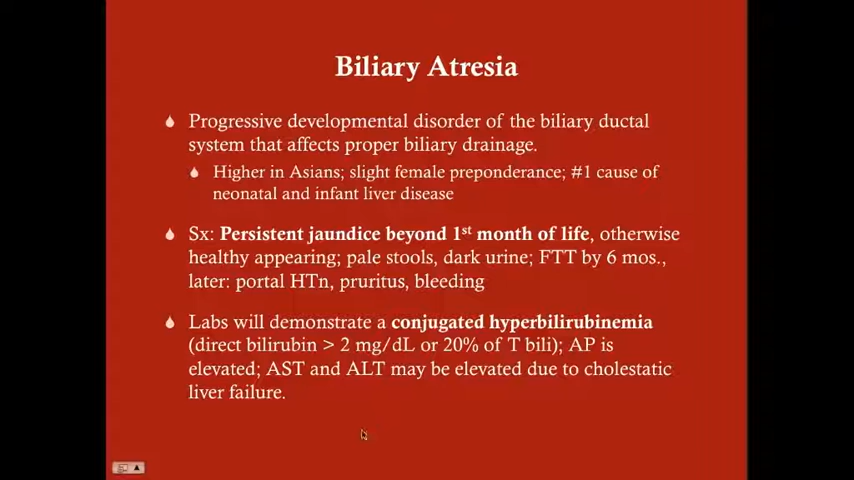 Biliary Atresia
Progressive developmental disorder of the biliary ductal
system that affects proper biliary drainage.
Higher in Asians; slight female preponderance; #1 cause of
neonatal and infant liver disease
Sx: Persistent jaundice beyond 1st month of life, otherwise
healthy appearing; pale stools, dark urine; FTT by 6 mos.,
later: portal HTn, pruritus, bleeding
Labs will demonstrate a conjugated hyperbilirubinemia
(direct bilirubin > 2 mg/dL or 20% of T bili); AP is
elevated; AST and ALT may be elevated due to cholestatic
liver failure.